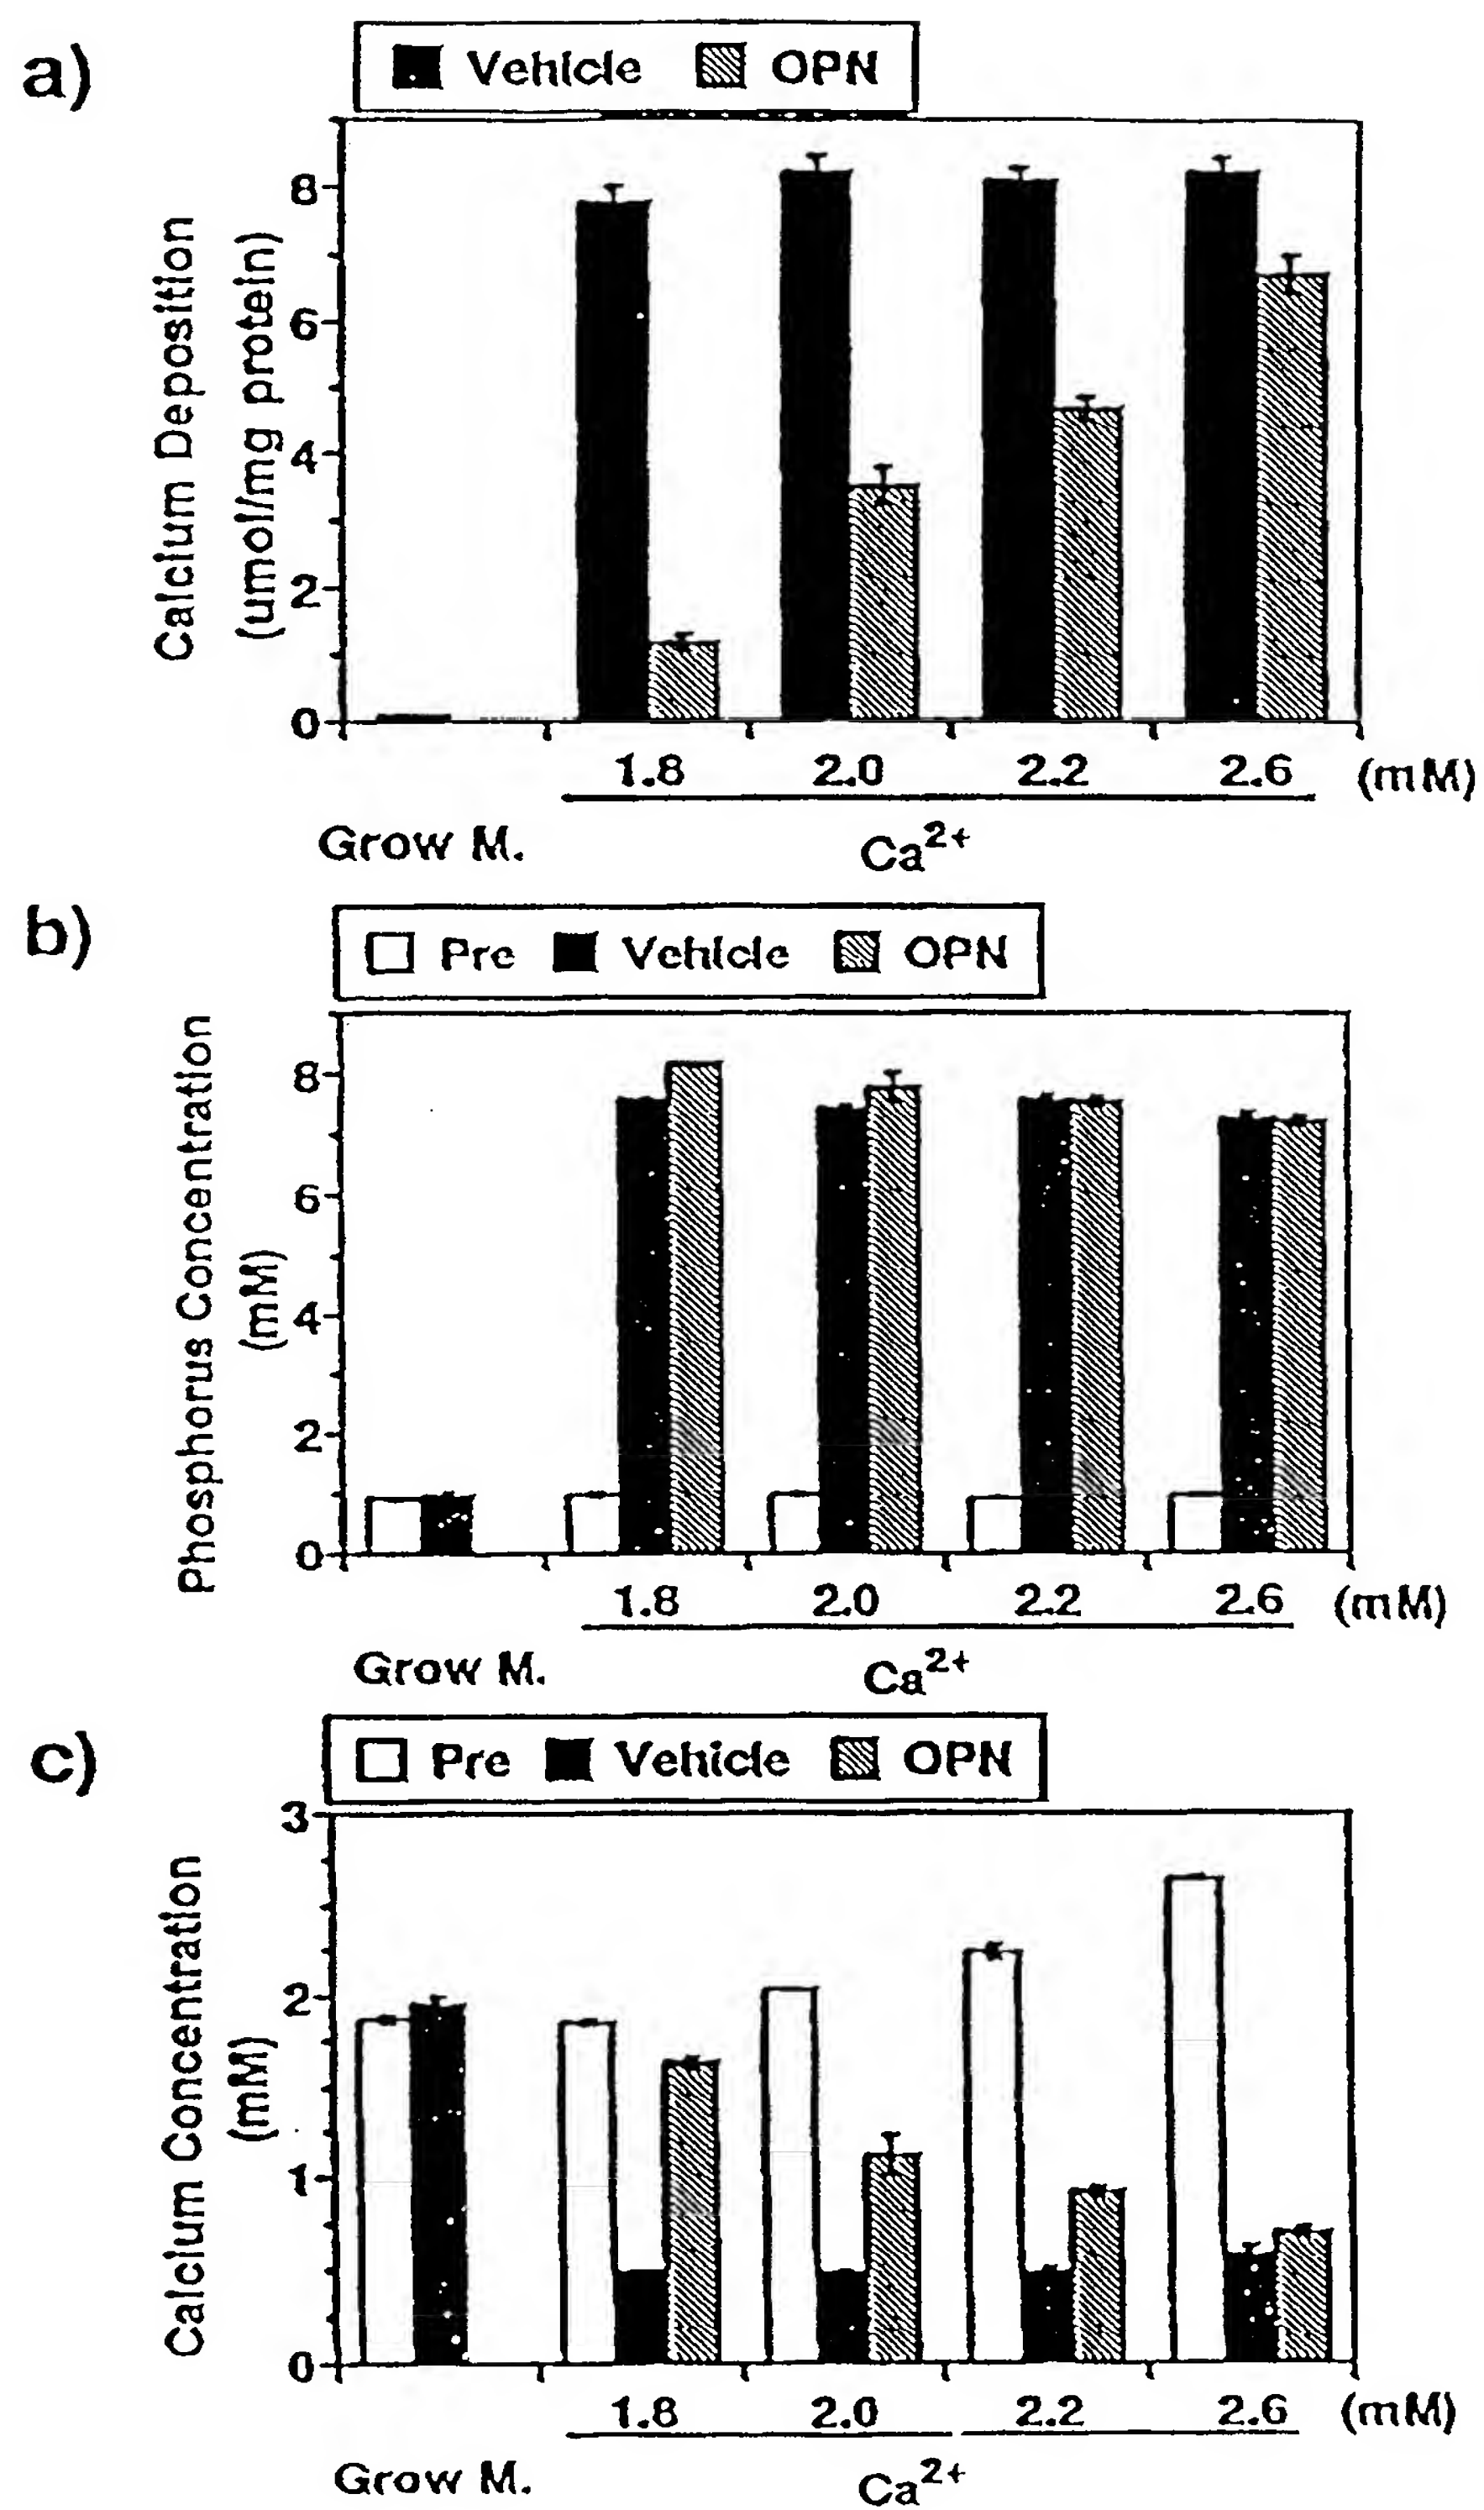 a)
Vehicle OPN
Calcium Deposition
(umol/mg protein)
8
6
4
2
0
1.8 2.0 2.2 2.6 (mM)
Grow M. Ca2+
b)
Pre Vehicle OPN
Phosphorus Concentration
(mM)
8
6
4
2
0
1.8 2.0 2.2 2.6 (mM)
Grow M. Ca2+
c)
Pre Vehicle OPN
Calcium Concentration
(mM)
3
2
1
0
1.8 2.0 2.2 2.6 (mM)
Grow M. Ca2+